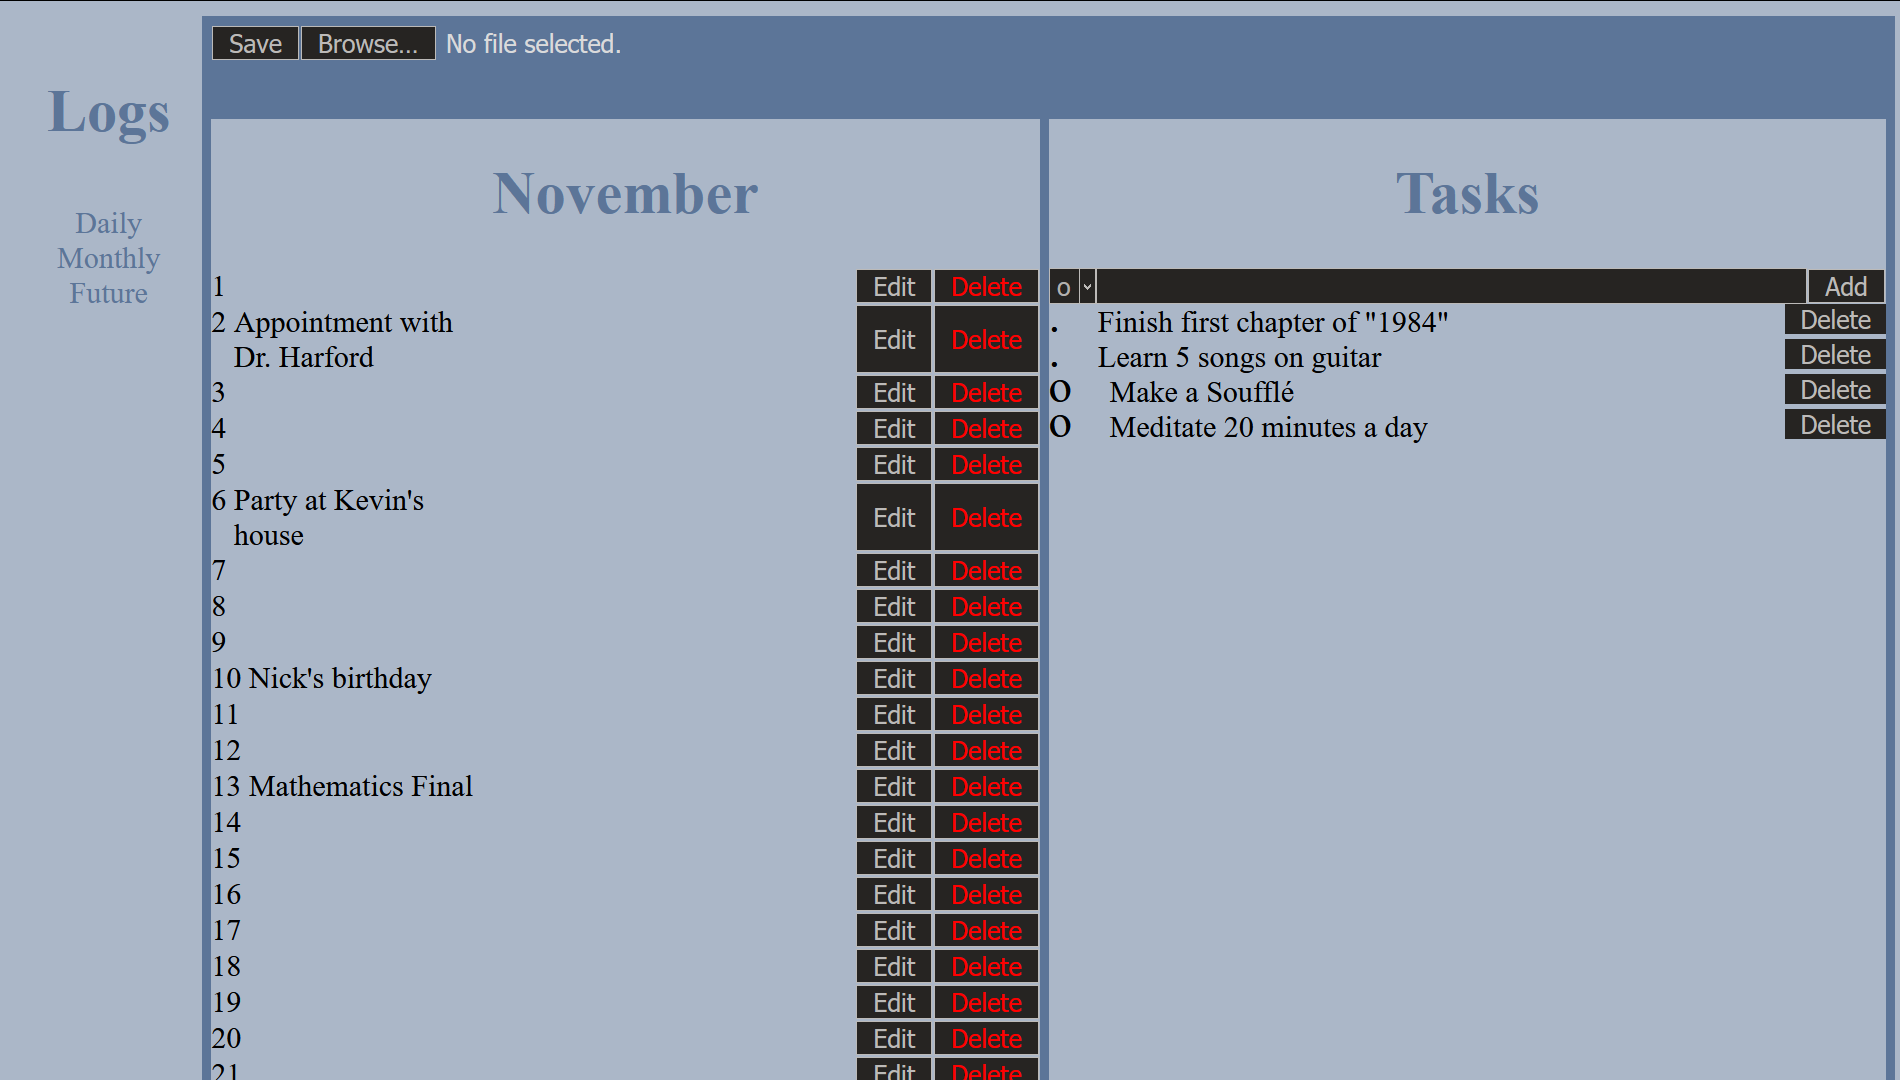 Save Browse... No file selected.
Logs
Daily
Monthly
Future
November
1 Edit Delete
2 Appointment with
Dr. Harford Edit Delete
3 Edit Delete
4 Edit Delete
5 Edit Delete
6 Party at Kevin's
house Edit Delete
7 Edit Delete
8 Edit Delete
9 Edit Delete
10 Nick's birthday Edit Delete
11 Edit Delete
12 Edit Delete
13 Mathematics Final Edit Delete
14 Edit Delete
15 Edit Delete
16 Edit Delete
17 Edit Delete
18 Edit Delete
19 Edit Delete
20 Edit Delete
21 Edit Delete
Tasks
o Add
. Finish first chapter of "1984" Delete
. Learn 5 songs on guitar Delete
O Make a Soufflé Delete
O Meditate 20 minutes a day Delete